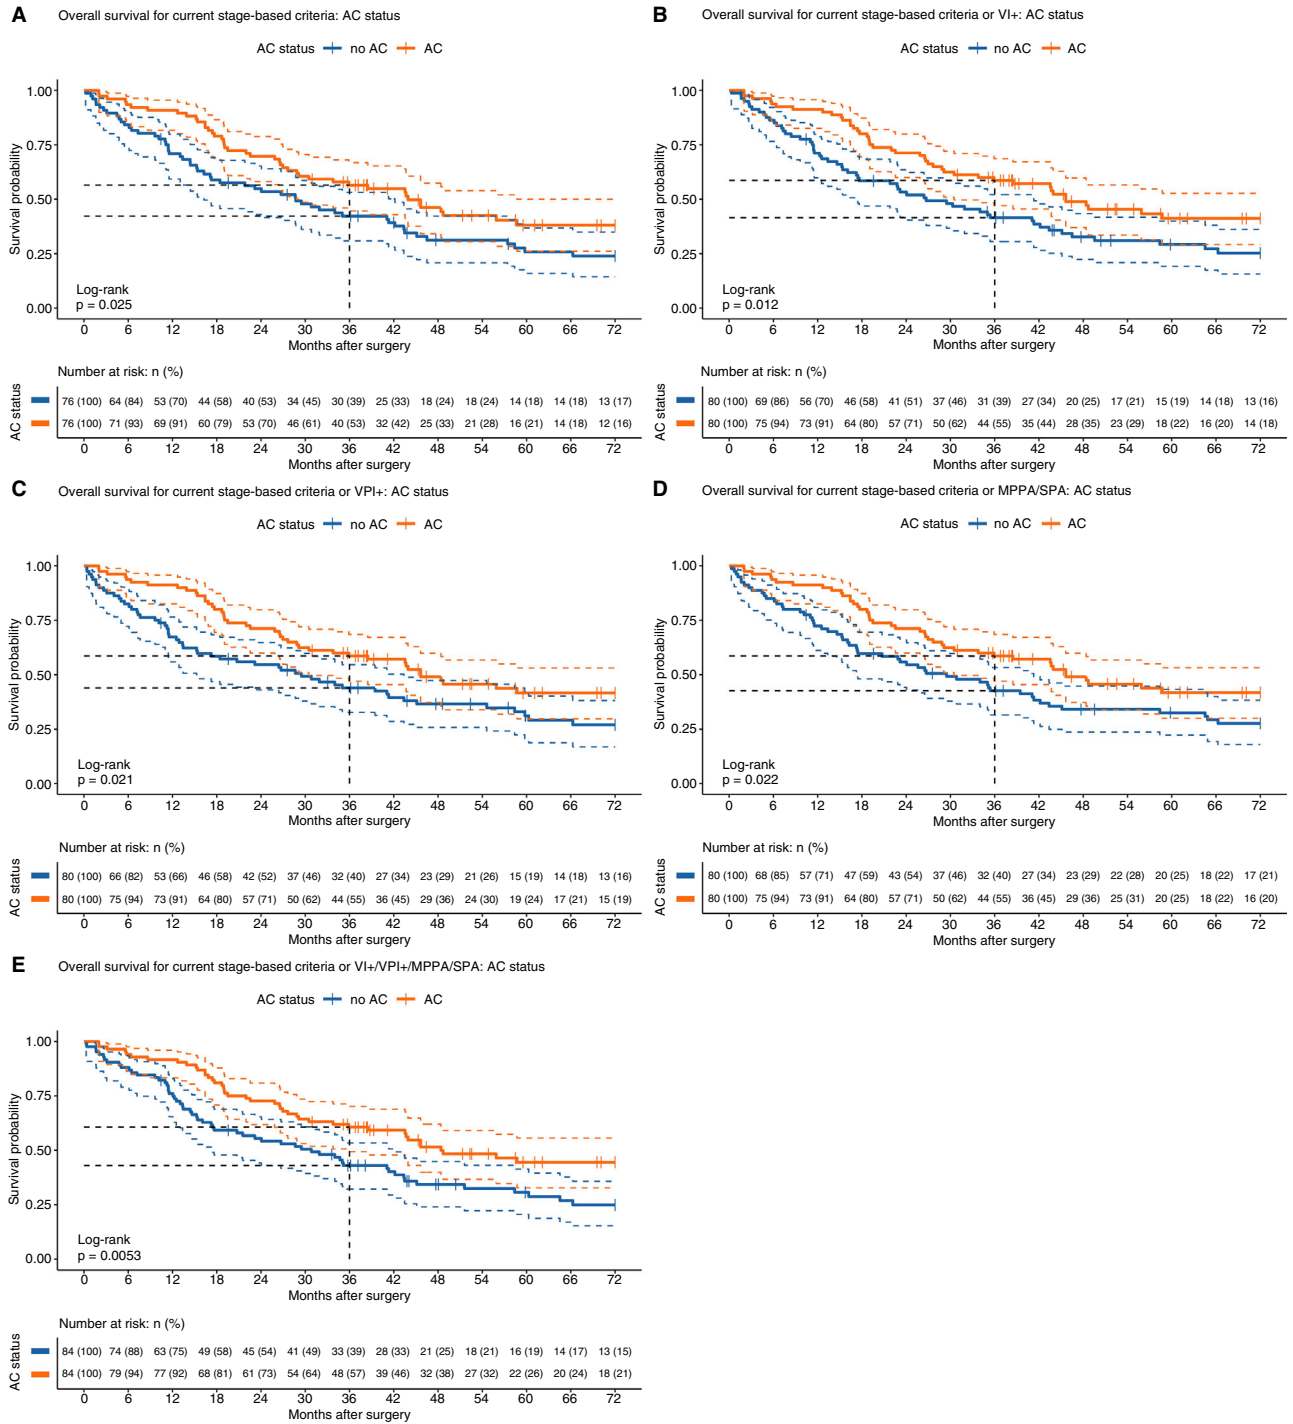 A
Overall survival for current stage-based criteria: AC status
AC status no AC AC
Survival probability
1.00
0.75
0.50
0.25
0.00
Log-rank
p = 0.025
0 6 12 18 24 30 36 42 48 54 60 66 72
Months after surgery
Number at risk: n (%)
AC status
76 (100) 64 (84) 53 (70) 44 (58) 40 (53) 34 (45) 30 (39) 25 (33) 18 (24) 18 (24) 14 (18) 14 (18) 13 (17)
76 (100) 71 (93) 69 (91) 60 (79) 53 (70) 46 (61) 40 (53) 32 (42) 25 (33) 21 (28) 16 (21) 14 (18) 12 (16)
0 6 12 18 24 30 36 42 48 54 60 66 72
Months after surgery
B
Overall survival for current stage-based criteria or VI+: AC status
AC status no AC AC
Survival probability
1.00
0.75
0.50
0.25
0.00
Log-rank
p = 0.012
0 6 12 18 24 30 36 42 48 54 60 66 72
Months after surgery
Number at risk: n (%)
AC status
80 (100) 69 (86) 56 (70) 46 (58) 41 (51) 37 (46) 31 (39) 27 (34) 20 (25) 17 (21) 15 (19) 14 (18) 13 (16)
80 (100) 75 (94) 73 (91) 64 (80) 57 (71) 50 (62) 44 (55) 35 (44) 28 (35) 23 (29) 18 (22) 16 (20) 14 (18)
0 6 12 18 24 30 36 42 48 54 60 66 72
Months after surgery
C
Overall survival for current stage-based criteria or VPI+: AC status
AC status no AC AC
Survival probability
1.00
0.75
0.50
0.25
0.00
Log-rank
p = 0.021
0 6 12 18 24 30 36 42 48 54 60 66 72
Months after surgery
Number at risk: n (%)
AC status
80 (100) 66 (82) 53 (66) 46 (58) 42 (52) 37 (46) 32 (40) 27 (34) 23 (29) 21 (26) 15 (19) 14 (18) 13 (16)
80 (100) 75 (94) 73 (91) 64 (80) 57 (71) 50 (62) 44 (55) 36 (45) 29 (36) 24 (30) 19 (24) 17 (21) 15 (19)
0 6 12 18 24 30 36 42 48 54 60 66 72
Months after surgery
D
Overall survival for current stage-based criteria or MPPA/SPA: AC status
AC status no AC AC
Survival probability
1.00
0.75
0.50
0.25
0.00
Log-rank
p = 0.022
0 6 12 18 24 30 36 42 48 54 60 66 72
Months after surgery
Number at risk: n (%)
AC status
80 (100) 68 (85) 57 (71) 47 (59) 43 (54) 37 (46) 32 (40) 27 (34) 23 (29) 22 (28) 20 (25) 18 (22) 17 (21)
80 (100) 75 (94) 73 (91) 64 (80) 57 (71) 50 (62) 44 (55) 36 (45) 29 (36) 25 (31) 20 (25) 18 (22) 16 (20)
0 6 12 18 24 30 36 42 48 54 60 66 72
Months after surgery
E
Overall survival for current stage-based criteria or VI+/VPI+/MPPA/SPA: AC status
AC status no AC AC
Survival probability
1.00
0.75
0.50
0.25
0.00
Log-rank
p = 0.0053
0 6 12 18 24 30 36 42 48 54 60 66 72
Months after surgery
Number at risk: n (%)
AC status
84 (100) 74 (88) 63 (75) 49 (58) 45 (54) 41 (49) 33 (39) 28 (33) 21 (25) 18 (21) 16 (19) 14 (17) 13 (15)
84 (100) 79 (94) 77 (92) 68 (81) 61 (73) 54 (64) 48 (57) 39 (46) 32 (38) 27 (32) 22 (26) 20 (24) 18 (21)
0 6 12 18 24 30 36 42 48 54 60 66 72
Months after surgery